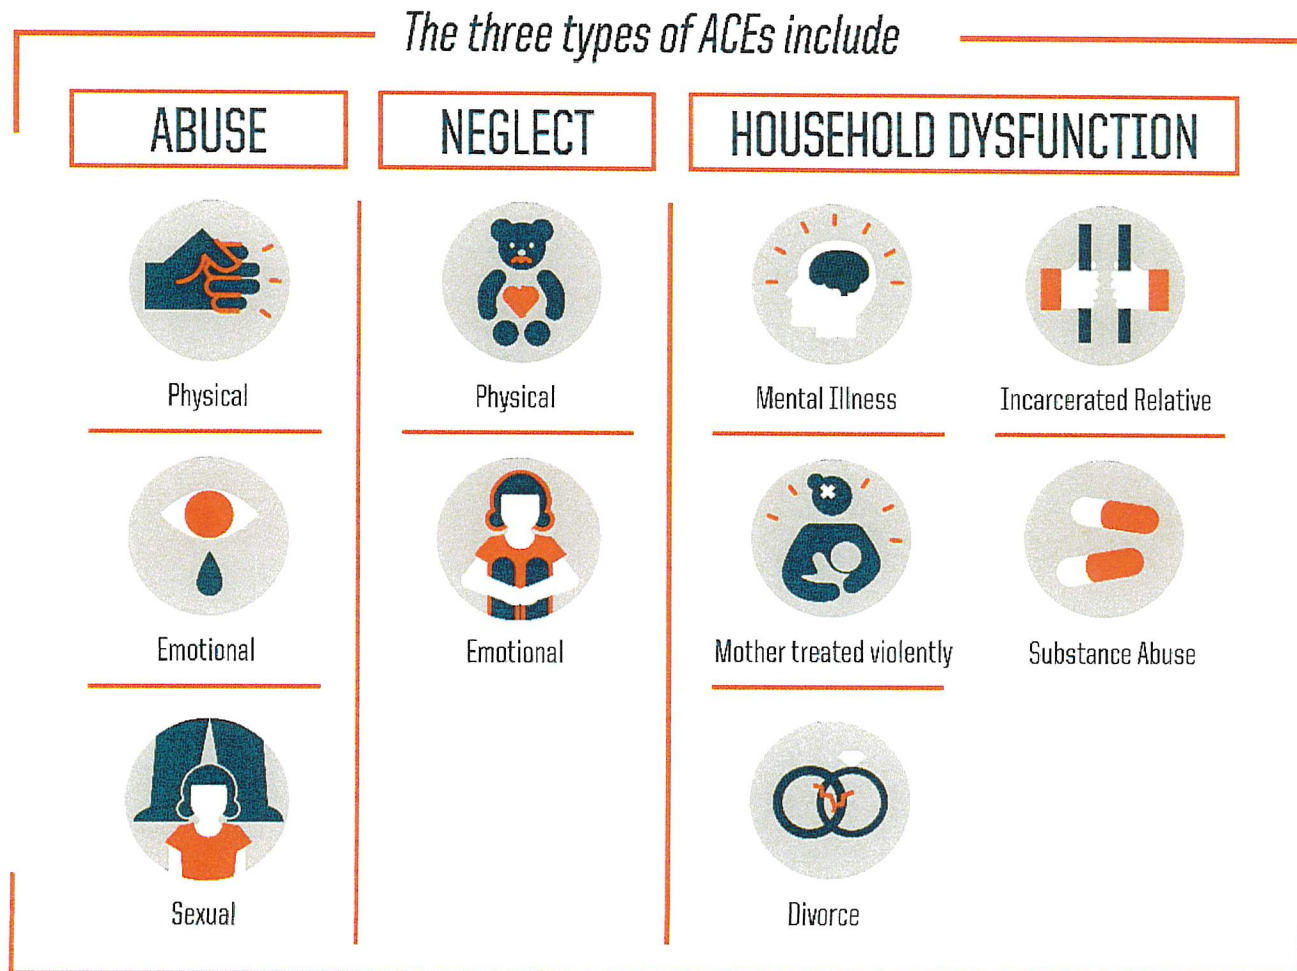 The three types of ACEs include
ABUSE
Physical
Emotional
Sexual
NEGLECT
Physical
Emotional
HOUSEHOLD DYSFUNCTION
Mental Illness
Incarcerated Relative
Mother treated violently
Substance Abuse
Divorce